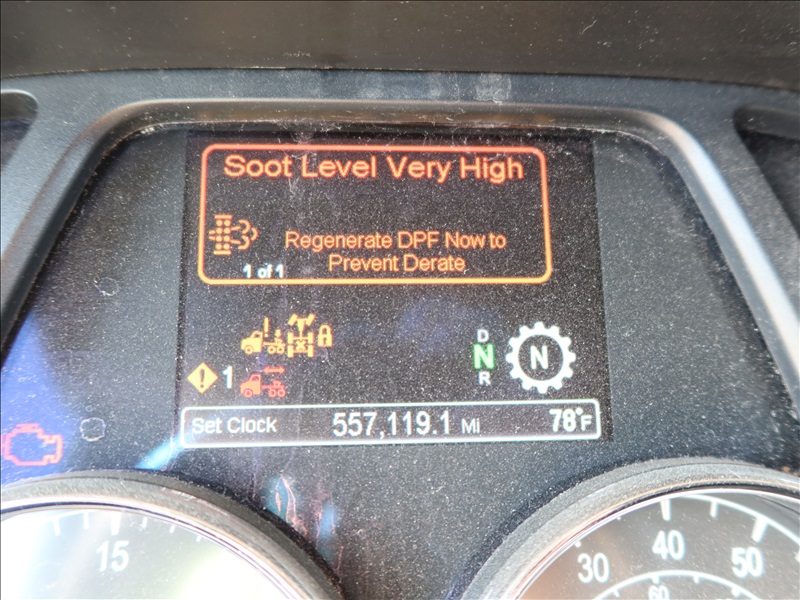 Soot Level Very High
Regenerate DPF Now to
Prevent Derate
1 of 1
D
N
R
N
1
Set Clock 557,119.1 Mi 78°F
15
30 40 50
60